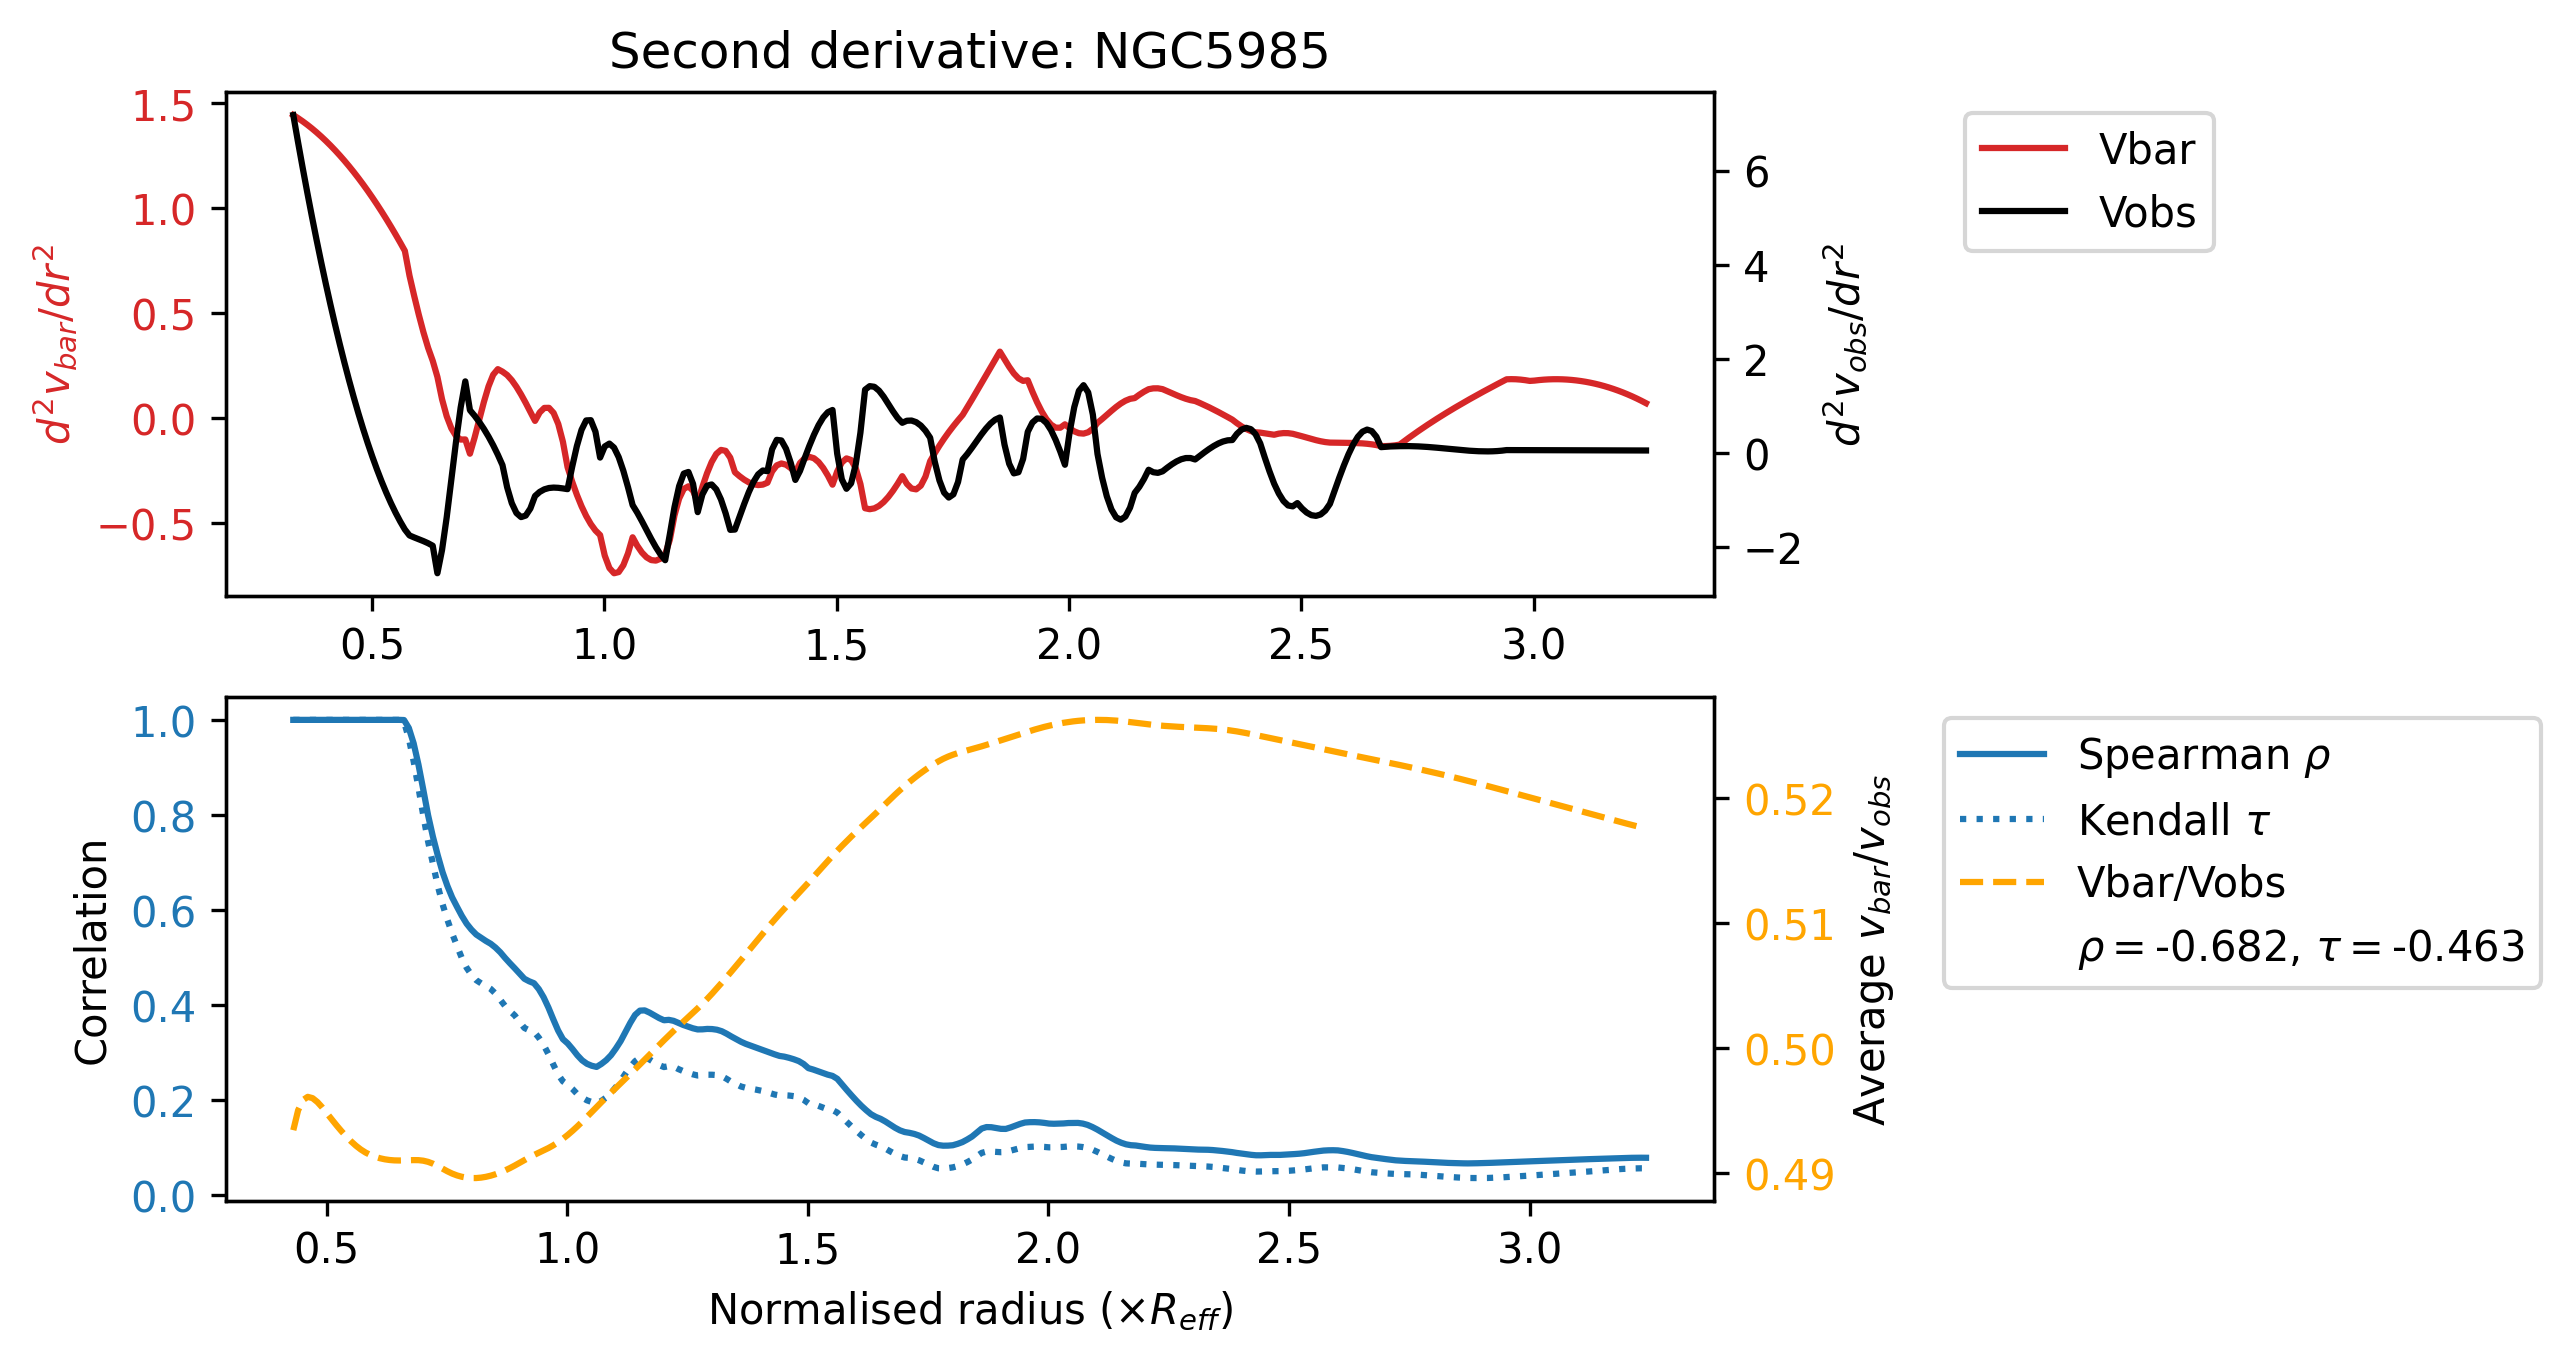 Second derivative: NGC5985
1.5
1.0
0.5
0.0
−0.5
d²v_bar/dr²
6
4
2
0
−2
d²v_obs/dr²
0.5 1.0 1.5 2.0 2.5 3.0
Vbar
Vobs
1.0
0.8
0.6
0.4
0.2
0.0
Correlation
0.52
0.51
0.50
0.49
Average v_bar/v_obs
0.5 1.0 1.5 2.0 2.5 3.0
Normalised radius (×R_eff)
Spearman ρ
Kendall τ
Vbar/Vobs
ρ = -0.682, τ = -0.463